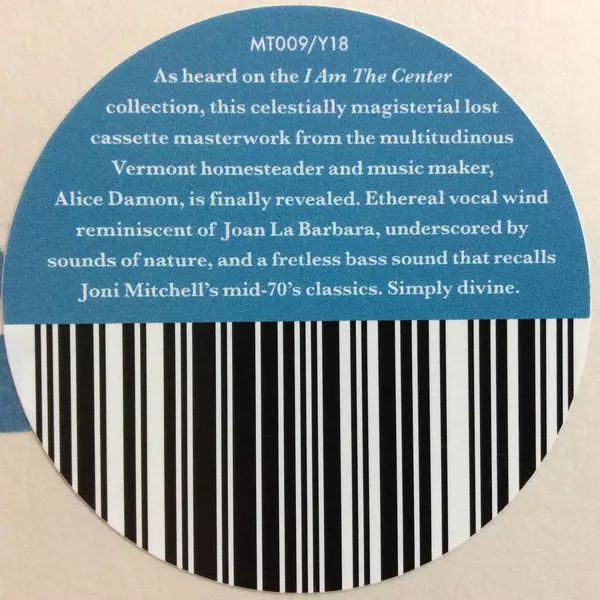 MT009/Y18
As heard on the I Am The Center
collection, this celestially magisterial lost
cassette masterwork from the multitudinous
Vermont homesteader and music maker,
Alice Damon, is finally revealed. Ethereal vocal wind
reminiscent of Joan La Barbara, underscored by
sounds of nature, and a fretless bass sound that recalls
Joni Mitchell's mid-70's classics. Simply divine.